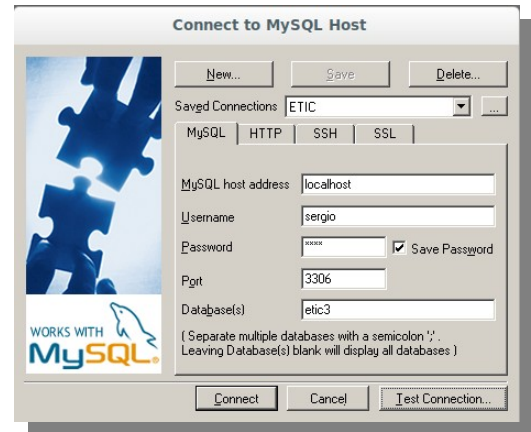 Connect to MySQL Host
New... Save Delete...
Saved Connections ETIC ...
MySQL HTTP SSH SSL
MySQL host address localhost
Username sergio
Password **** Save Password
Port 3306
Database(s) etic3
( Separate multiple databases with a semicolon ';' .
Leaving Database(s) blank will display all databases )
WORKS WITH
MySQL®
Connect Cancel Test Connection...